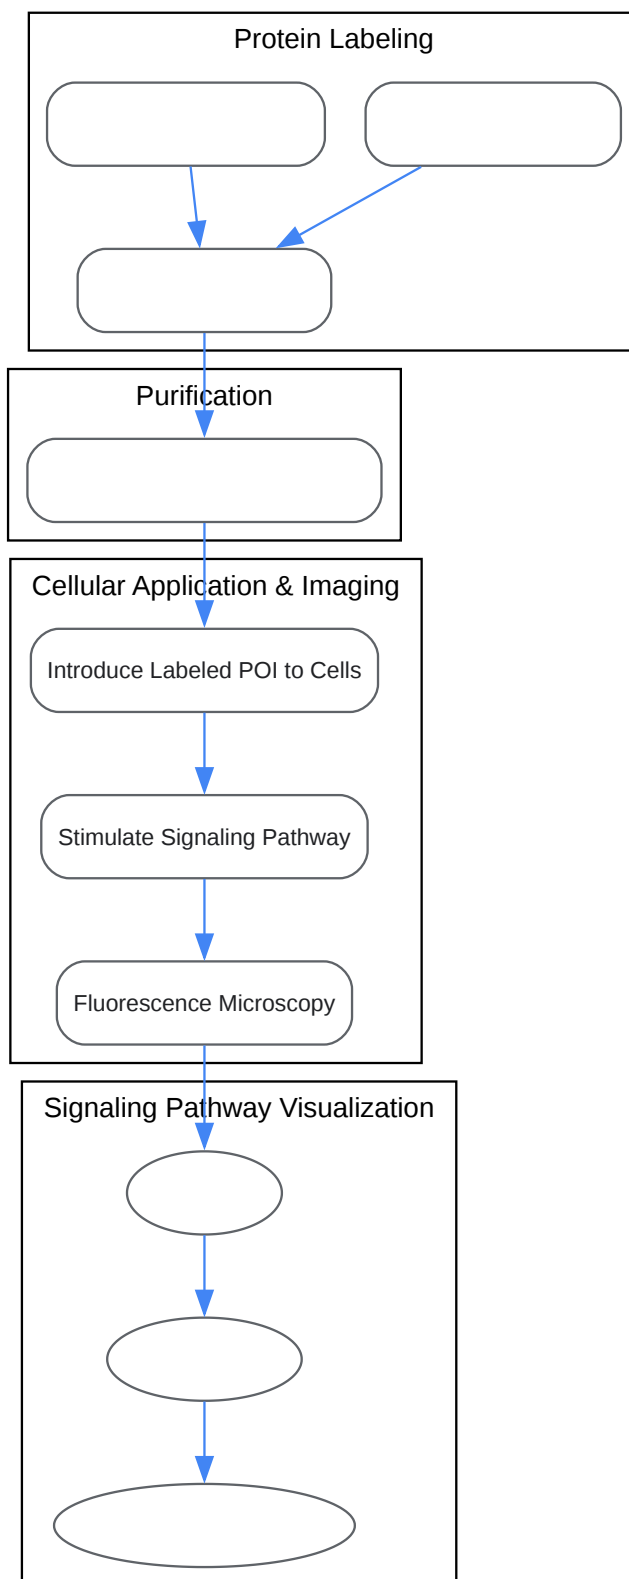 Protein Labeling
Purification
Cellular Application & Imaging
Introduce Labeled POI to Cells
Stimulate Signaling Pathway
Fluorescence Microscopy
Signaling Pathway Visualization